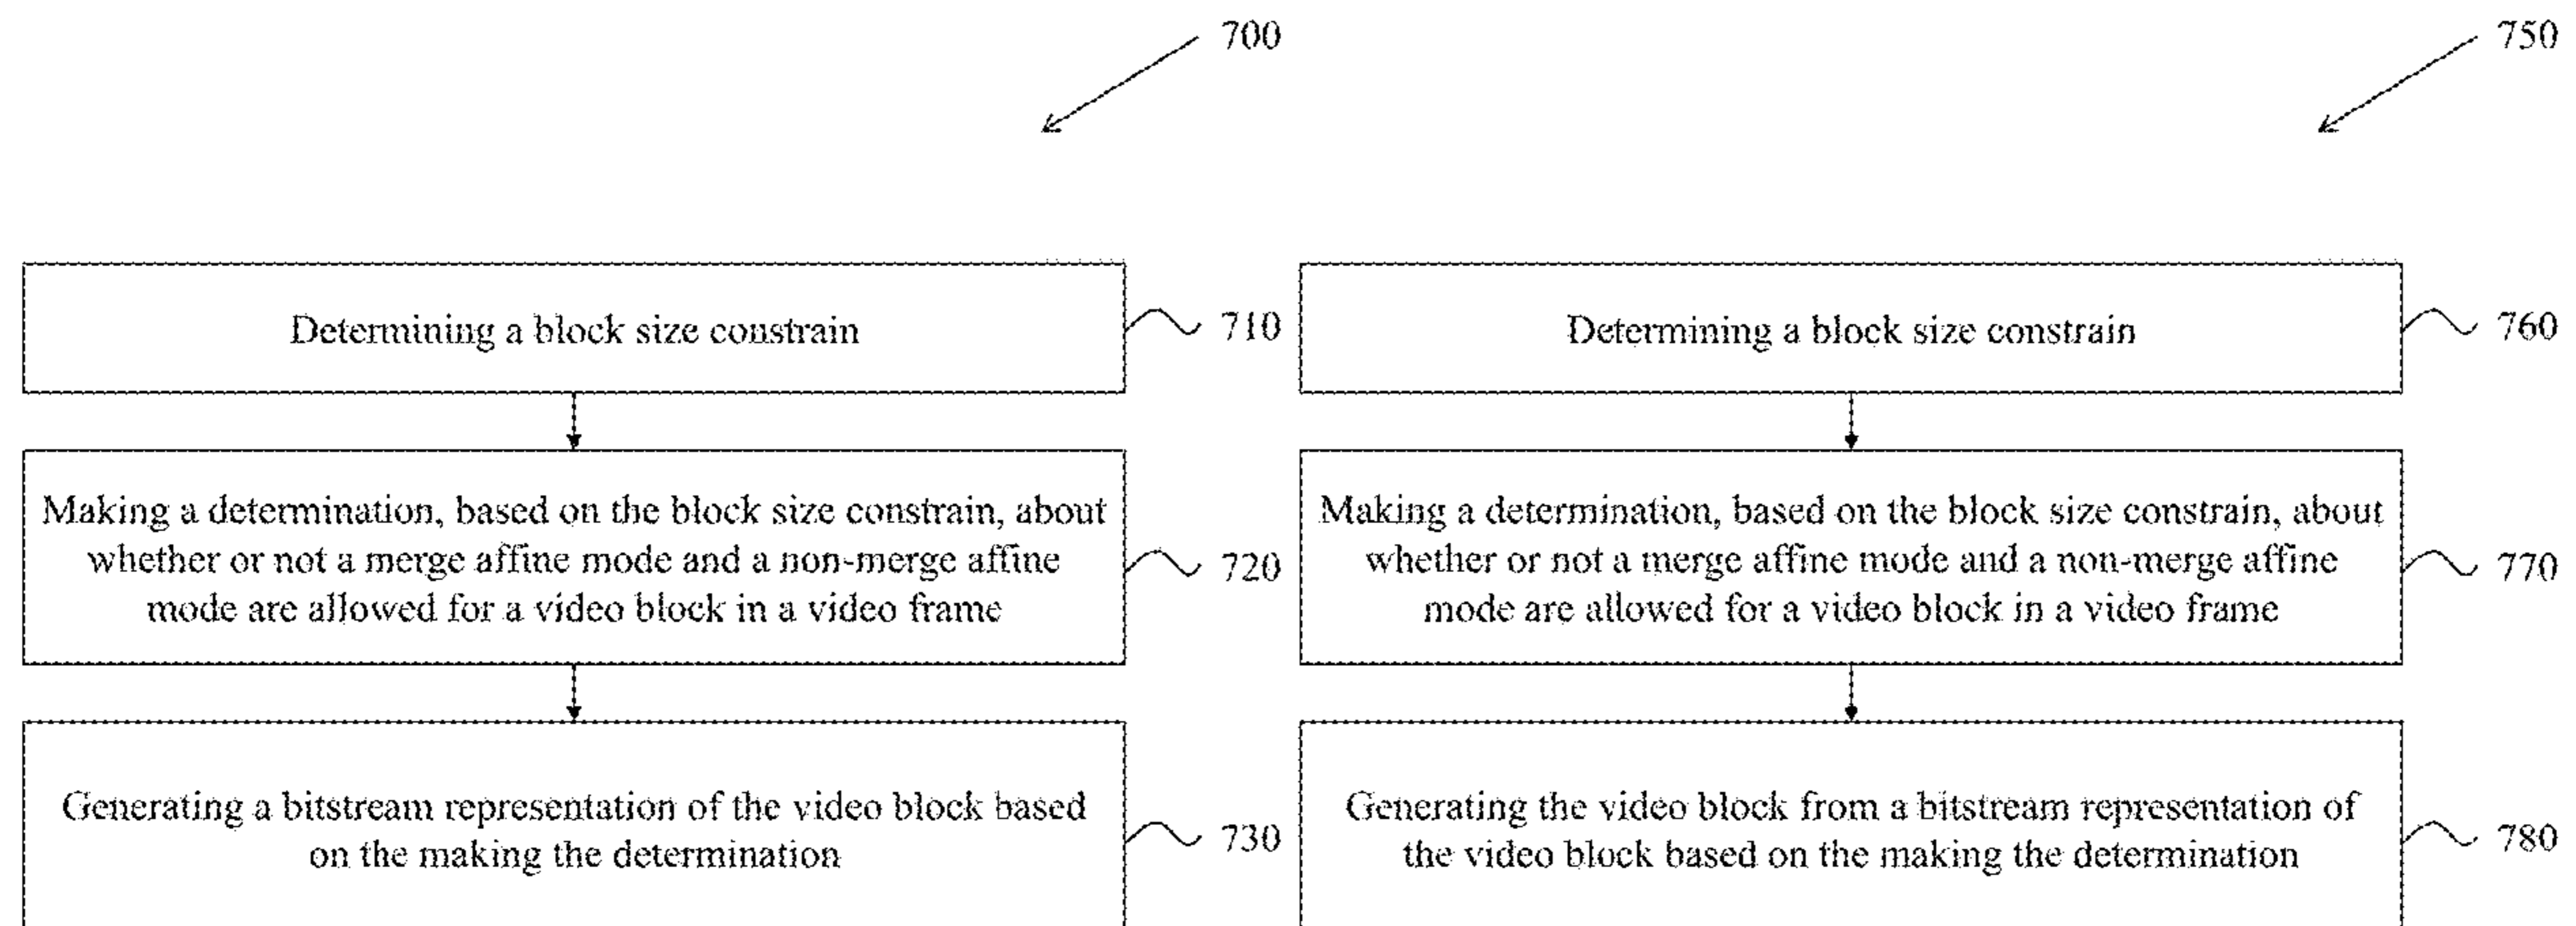 700
Determining a block size constrain
710
Making a determination, based on the block size constrain, about
whether or not a merge affine mode and a non-merge affine
mode are allowed for a video block in a video frame
720
Generating a bitstream representation of the video block based
on the making the determination
730
750
Determining a block size constrain
760
Making a determination, based on the block size constrain, about
whether or not a merge affine mode and a non-merge affine
mode are allowed for a video block in a video frame
770
Generating the video block from a bitstream representation of
the video block based on the making the determination
780